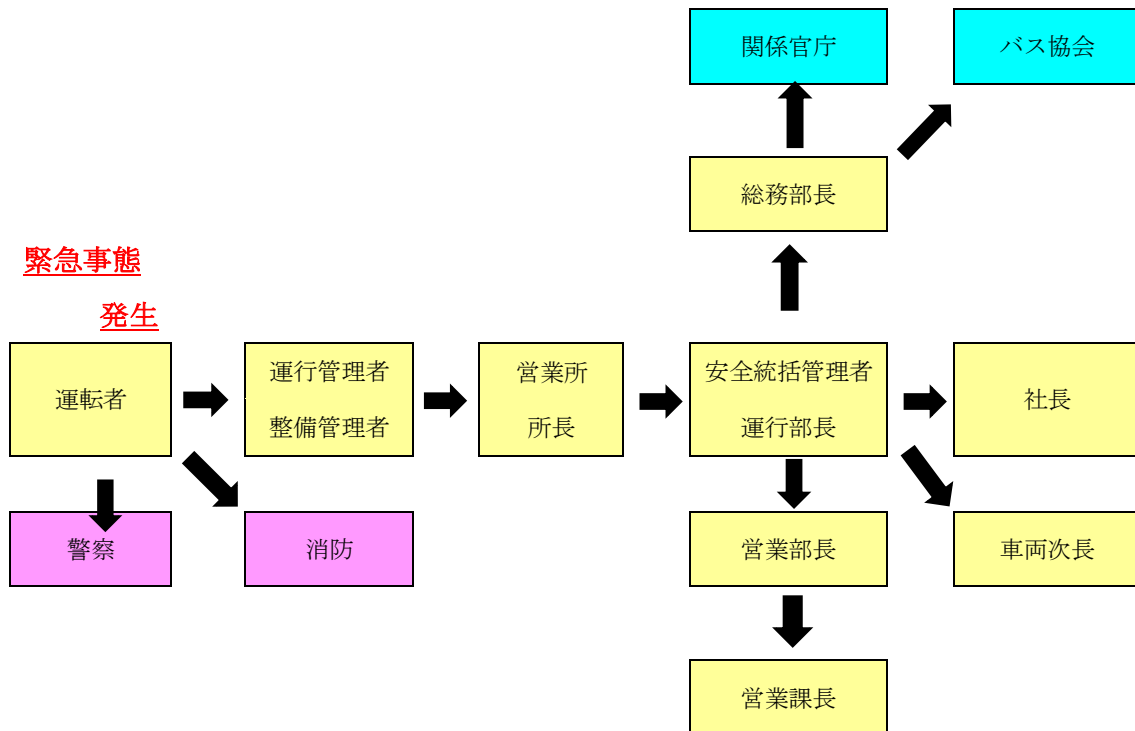 関係官庁
バス協会
総務部長
緊急事態
発生
運転者
運行管理者
整備管理者
営業所
所長
安全統括管理者
運行部長
社長
警察
消防
営業部長
車両次長
営業課長